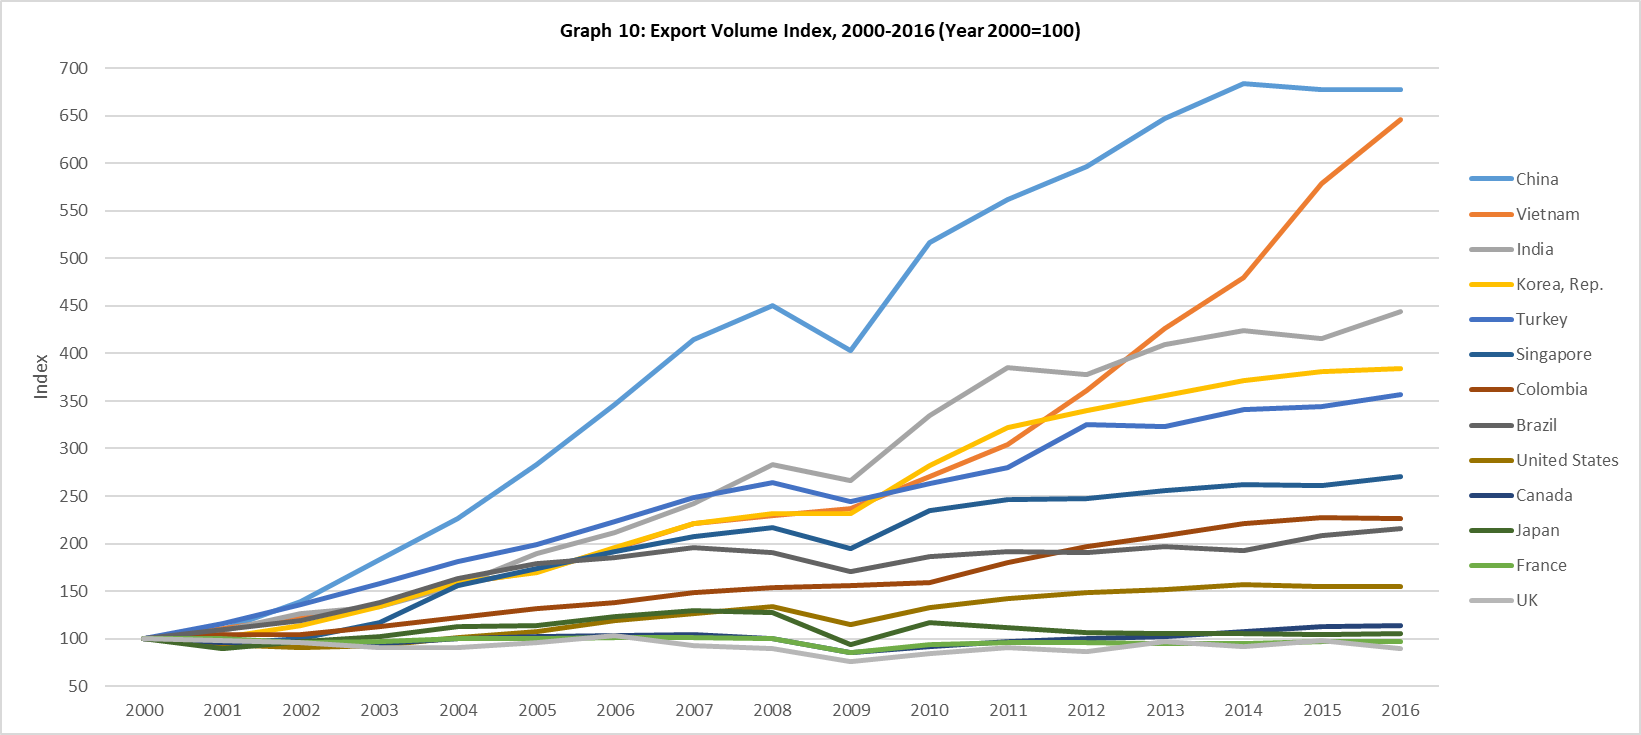 Graph 10: Export Volume Index, 2000-2016 (Year 2000=100)
700
650
600
550
500
450
400
350
300
250
200
150
100
50
Index
2000 2001 2002 2003 2004 2005 2006 2007 2008 2009 2010 2011 2012 2013 2014 2015 2016
China
Vietnam
India
Korea, Rep.
Turkey
Singapore
Colombia
Brazil
United States
Canada
Japan
France
UK